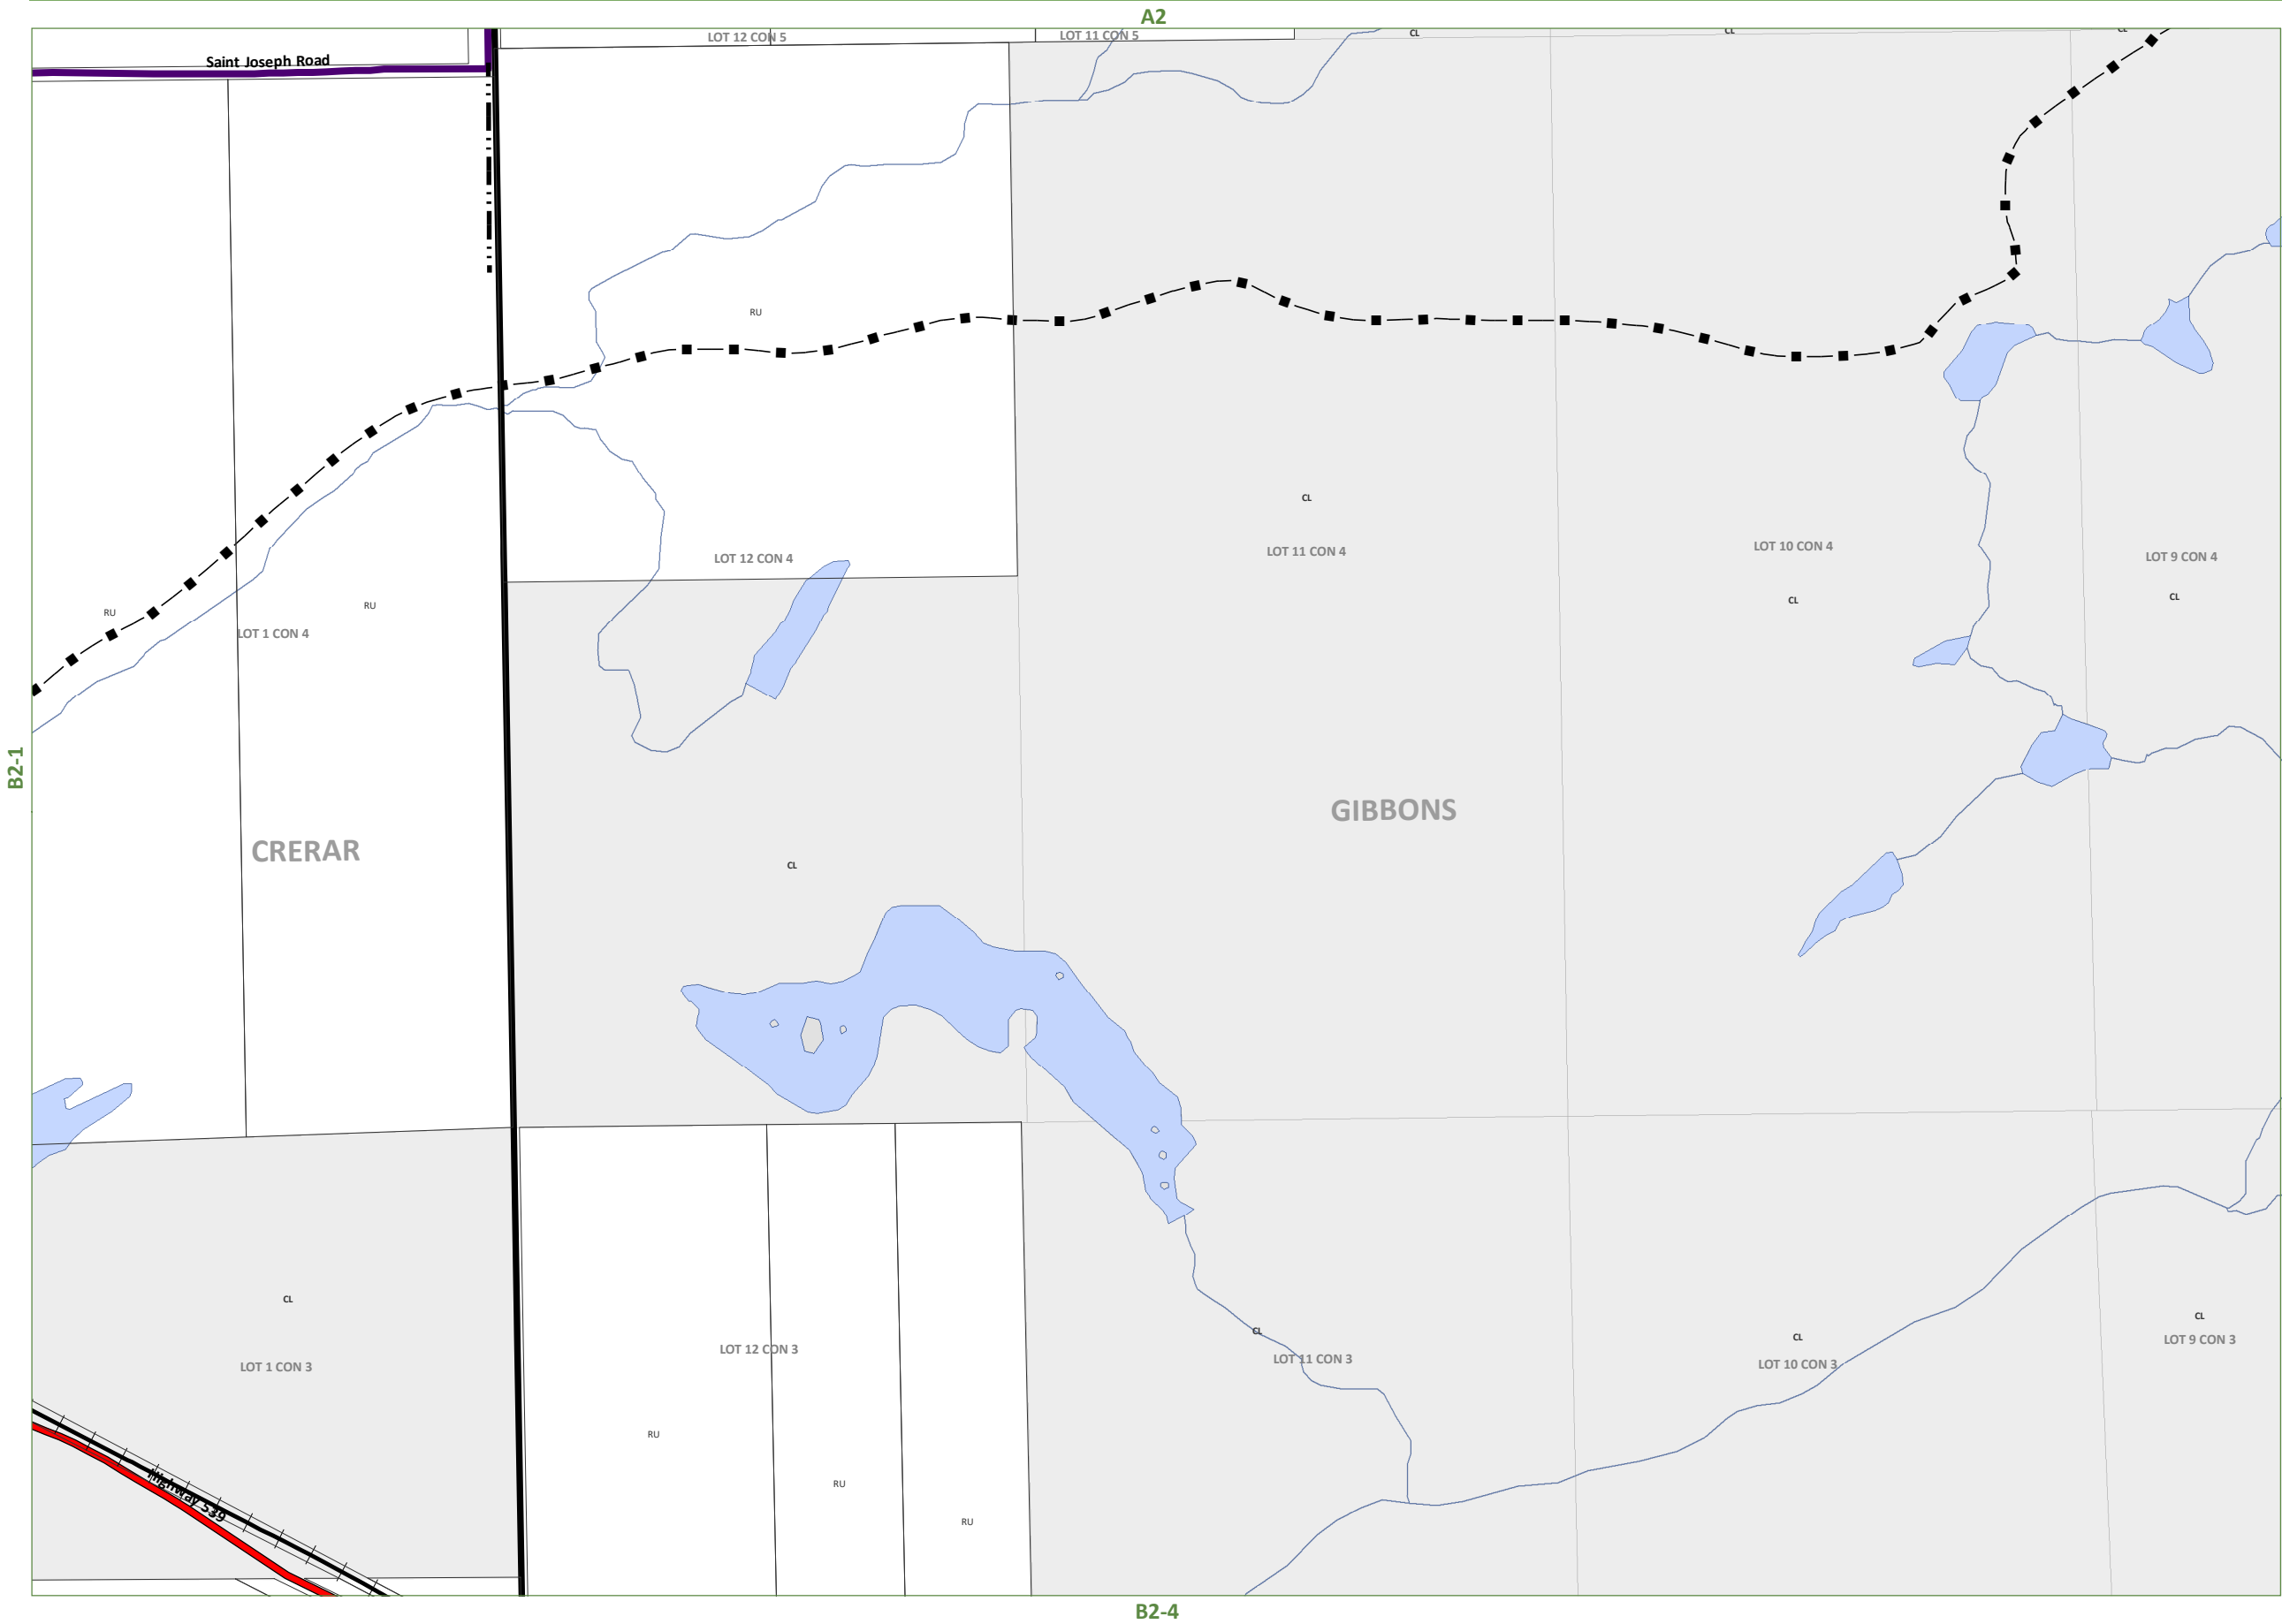 A2
LOT 12 CON 5
LOT 11 CON 5
CL
CL
CL
Saint Joseph Road
RU
CL
LOT 12 CON 4
LOT 11 CON 4
LOT 10 CON 4
LOT 9 CON 4
RU
RU
CL
CL
LOT 1 CON 4
B2-1
CRERAR
GIBBONS
CL
CL
LOT 1 CON 3
LOT 12 CON 3
CL
LOT 11 CON 3
CL
LOT 10 CON 3
CL
LOT 9 CON 3
RU
RU
RU
Highway 539
B2-4